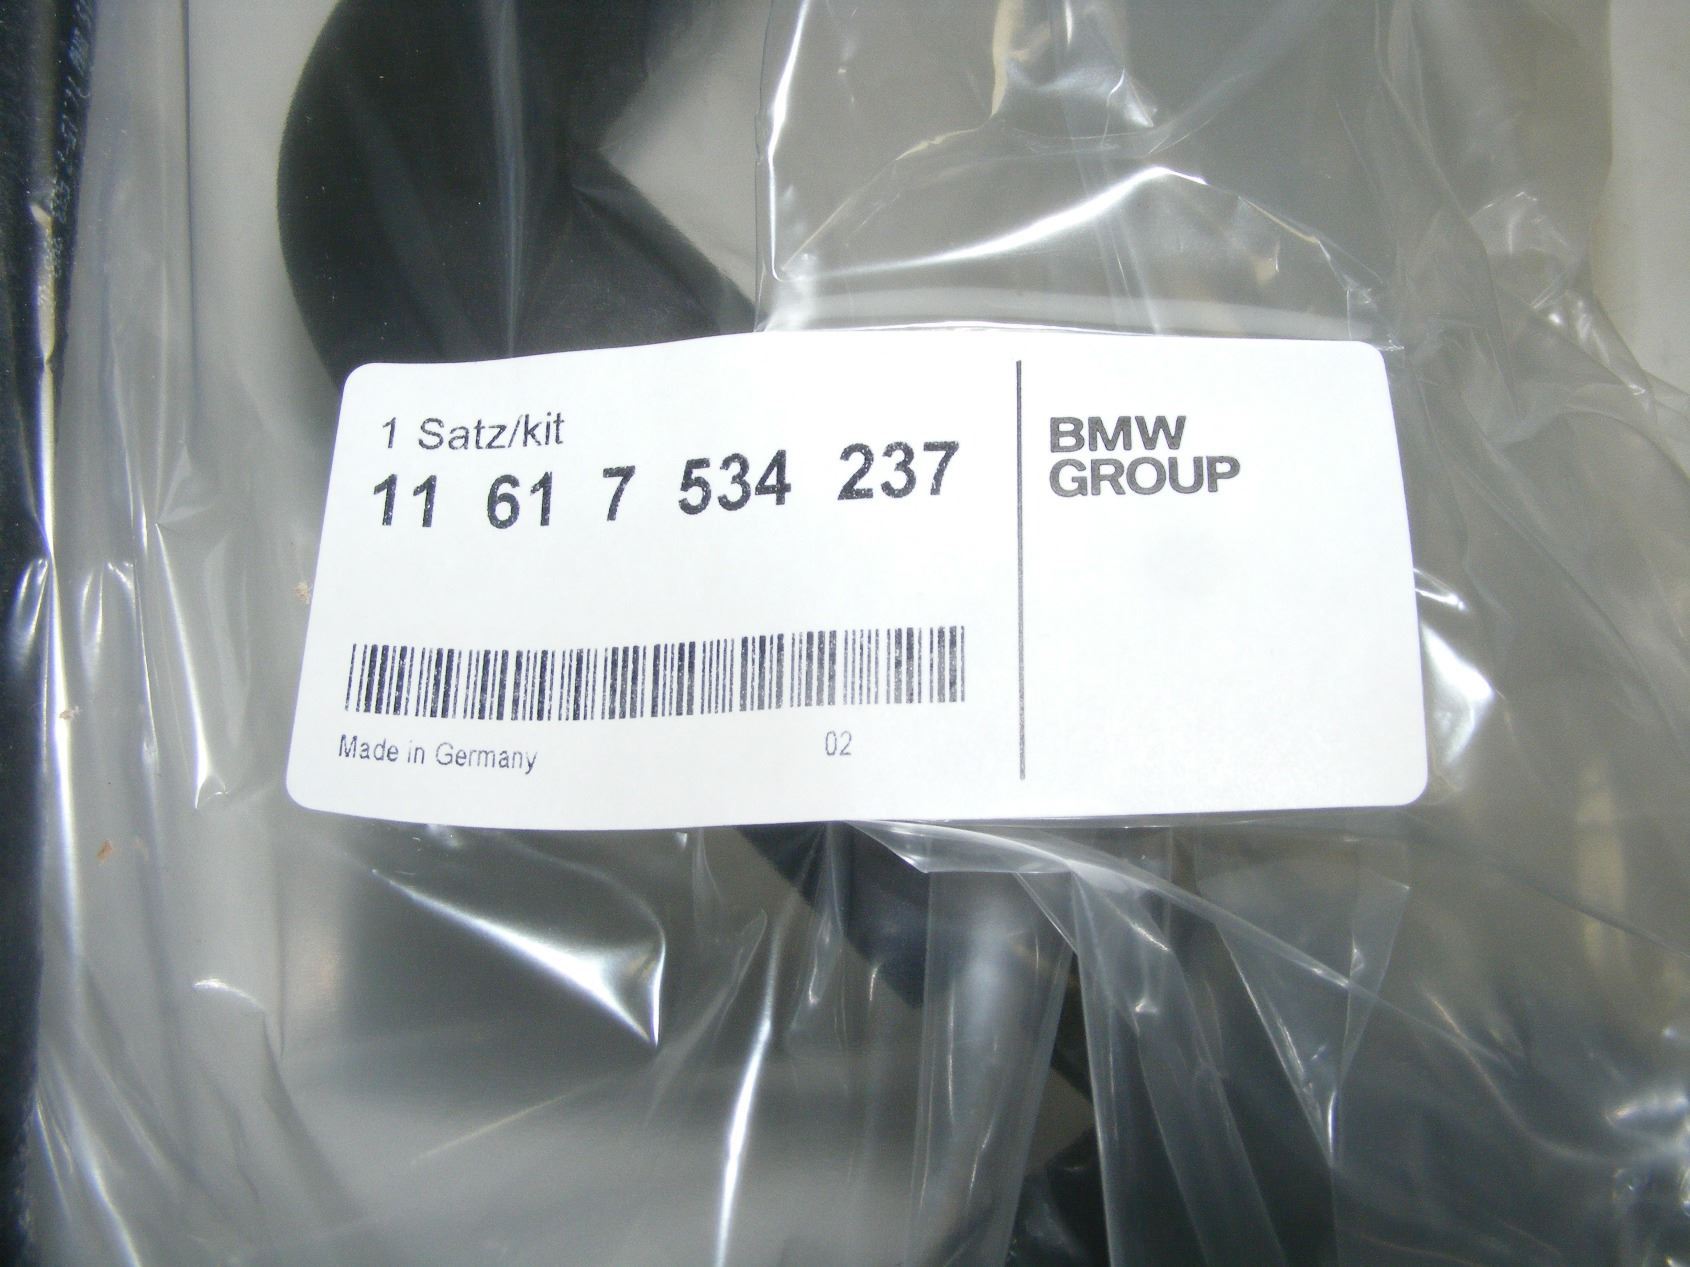 1 Satz/kit
11 61 7 534 237
BMW
GROUP
Made in Germany 02